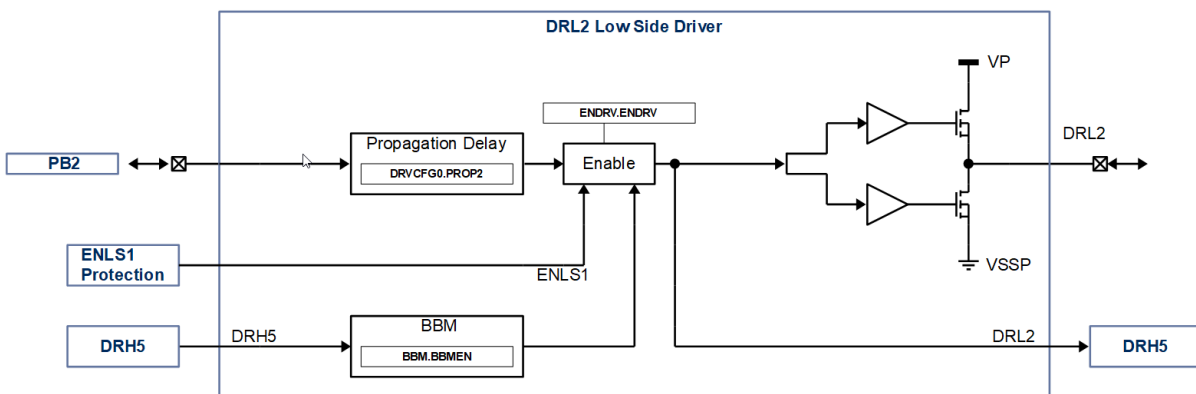 DRL2 Low Side Driver
VP
ENDRV.ENDRV
DRL2
Propagation Delay
PB2
Enable
DRVCFG0.PROP2
ENLS1
Protection
ENLS1
VSSP
BBM
DRH5
DRH5
DRL2
DRH5
BBM.BBMEN